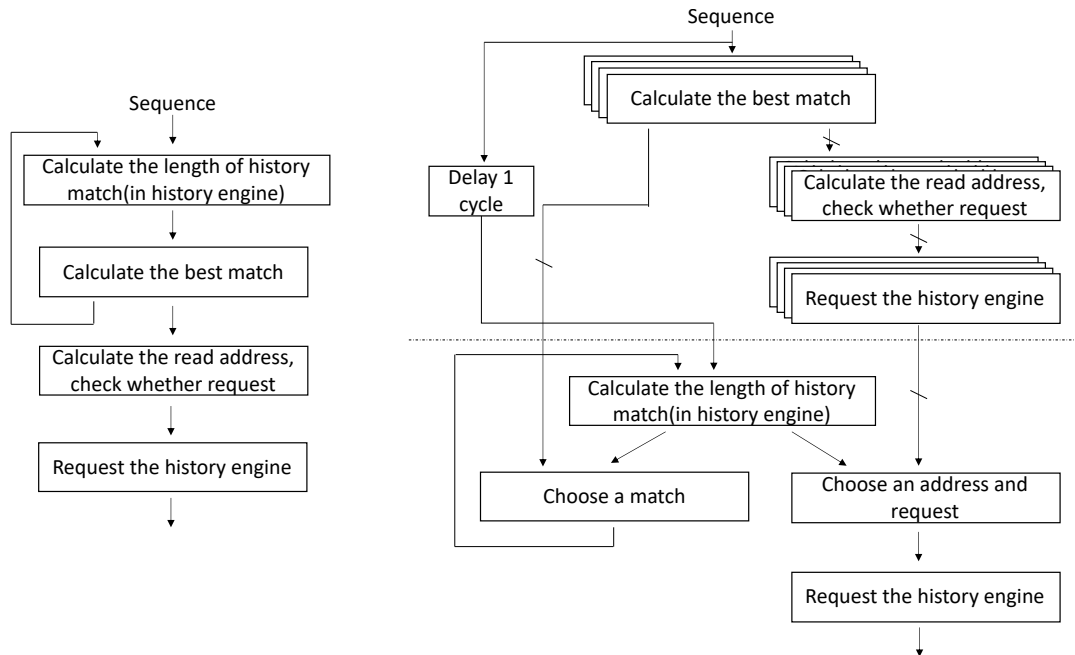 Sequence
Calculate the length of history
match(in history engine)
Calculate the best match
Calculate the read address,
check whether request
Request the history engine
Sequence
Calculate the best match
Delay 1
cycle
Calculate the read address,
check whether request
Request the history engine
Calculate the length of history
match(in history engine)
Choose a match
Choose an address and
request
Request the history engine